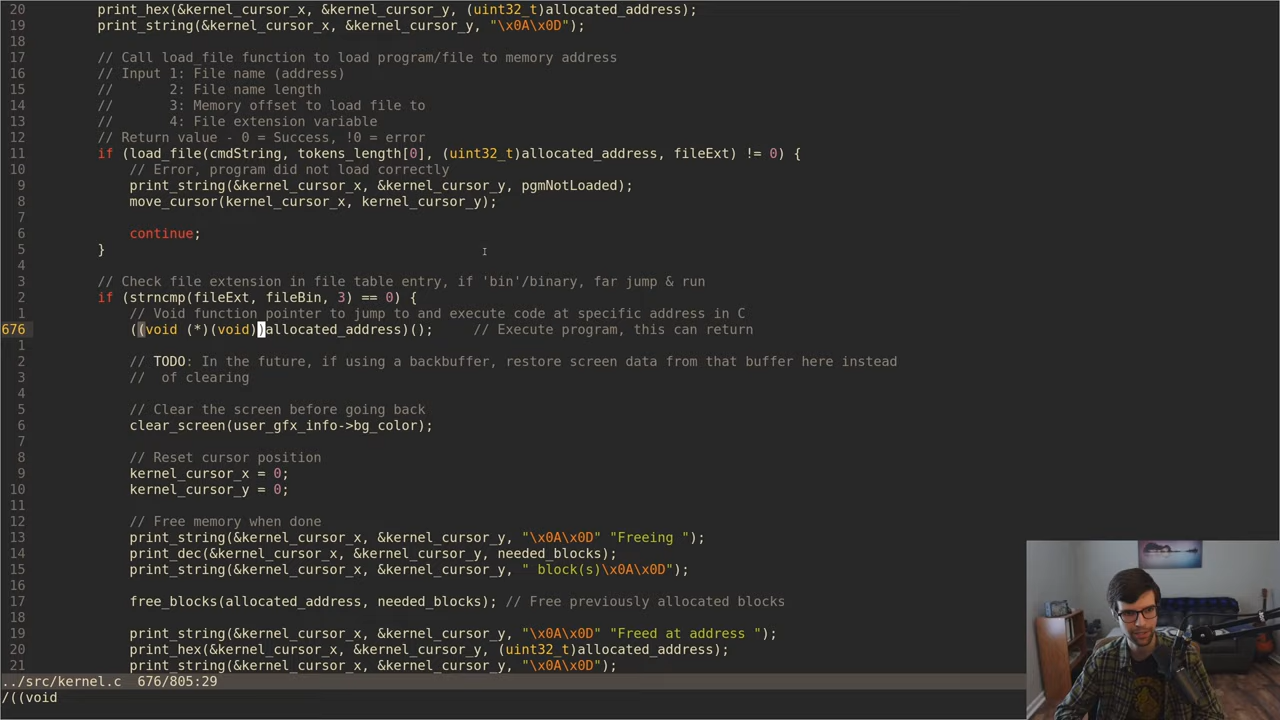 20 print_hex(&kernel_cursor_x, &kernel_cursor_y, (uint32_t)allocated_address);
19 print_string(&kernel_cursor_x, &kernel_cursor_y, "\x0A\x0D");
18
17 // Call load_file function to load program/file to memory address
16 // Input 1: File name (address)
15 //       2: File name length
14 //       3: Memory offset to load file to
13 //       4: File extension variable
12 // Return value - 0 = Success, !0 = error
11 if (load_file(cmdString, tokens_length[0], (uint32_t)allocated_address, fileExt) != 0) {
10 // Error, program did not load correctly
9 print_string(&kernel_cursor_x, &kernel_cursor_y, pgmNotLoaded);
8 move_cursor(kernel_cursor_x, kernel_cursor_y);
7
6 continue;
5 }
4
3 // Check file extension in file table entry, if 'bin'/binary, far jump & run
2 if (strncmp(fileExt, fileBin, 3) == 0) {
1 // Void function pointer to jump to and execute code at specific address in C
676 ((void (*)(void))allocated_address)();     // Execute program, this can return
1
2 // TODO: In the future, if using a backbuffer, restore screen data from that buffer here instead
3 //  of clearing
4
5 // Clear the screen before going back
6 clear_screen(user_gfx_info->bg_color);
7
8 // Reset cursor position
9 kernel_cursor_x = 0;
10 kernel_cursor_y = 0;
11
12 // Free memory when done
13 print_string(&kernel_cursor_x, &kernel_cursor_y, "\x0A\x0D" "Freeing ");
14 print_dec(&kernel_cursor_x, &kernel_cursor_y, needed_blocks);
15 print_string(&kernel_cursor_x, &kernel_cursor_y, " block(s)\x0A\x0D");
16
17 free_blocks(allocated_address, needed_blocks); // Free previously allocated blocks
18
19 print_string(&kernel_cursor_x, &kernel_cursor_y, "\x0A\x0D" "Freed at address ");
20 print_hex(&kernel_cursor_x, &kernel_cursor_y, (uint32_t)allocated_address);
21 print_string(&kernel_cursor_x, &kernel_cursor_y, "\x0A\x0D");
../src/kernel.c  676/805:29
/((void